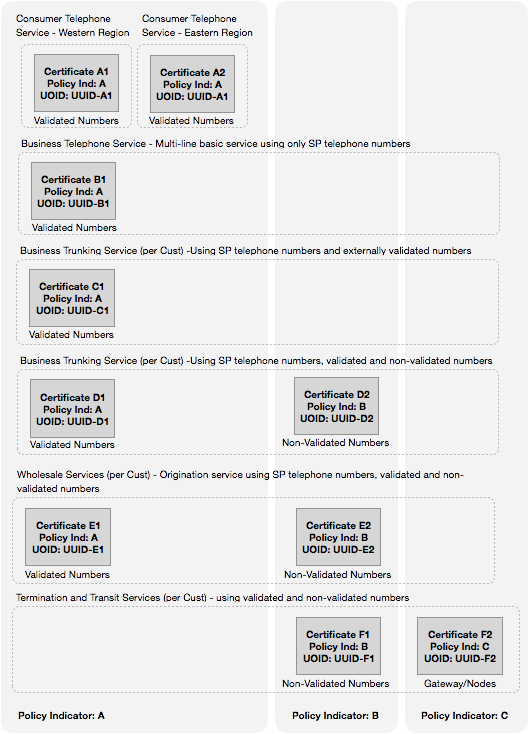 Consumer Telephone
Service - Western Region
Consumer Telephone
Service - Eastern Region
Certificate A1
Policy Ind: A
UOID: UUID-A1
Certificate A2
Policy Ind: A
UOID: UUID-A1
Validated Numbers
Validated Numbers
Business Telephone Service - Multi-line basic service using only SP telephone numbers
Certificate B1
Policy Ind: A
UOID: UUID-B1
Validated Numbers
Business Trunking Service (per Cust) -Using SP telephone numbers and externally validated numbers
Certificate C1
Policy Ind: A
UOID: UUID-C1
Validated Numbers
Business Trunking Service (per Cust) -Using SP telephone numbers, validated and non-validated numbers
Certificate D1
Policy Ind: A
UOID: UUID-D1
Certificate D2
Policy Ind: B
UOID: UUID-D2
Validated Numbers
Non-Validated Numbers
Wholesale Services (per Cust) - Origination service using SP telephone numbers, validated and non-
validated numbers
Certificate E1
Policy Ind: A
UOID: UUID-E1
Certificate E2
Policy Ind: B
UOID: UUID-E2
Validated Numbers
Non-Validated Numbers
Termination and Transit Services (per Cust) - using validated and non-validated numbers
Certificate F1
Policy Ind: B
UOID: UUID-F1
Certificate F2
Policy Ind: C
UOID: UUID-F2
Non-Validated Numbers
Gateway/Nodes
Policy Indicator: A
Policy Indicator: B
Policy Indicator: C